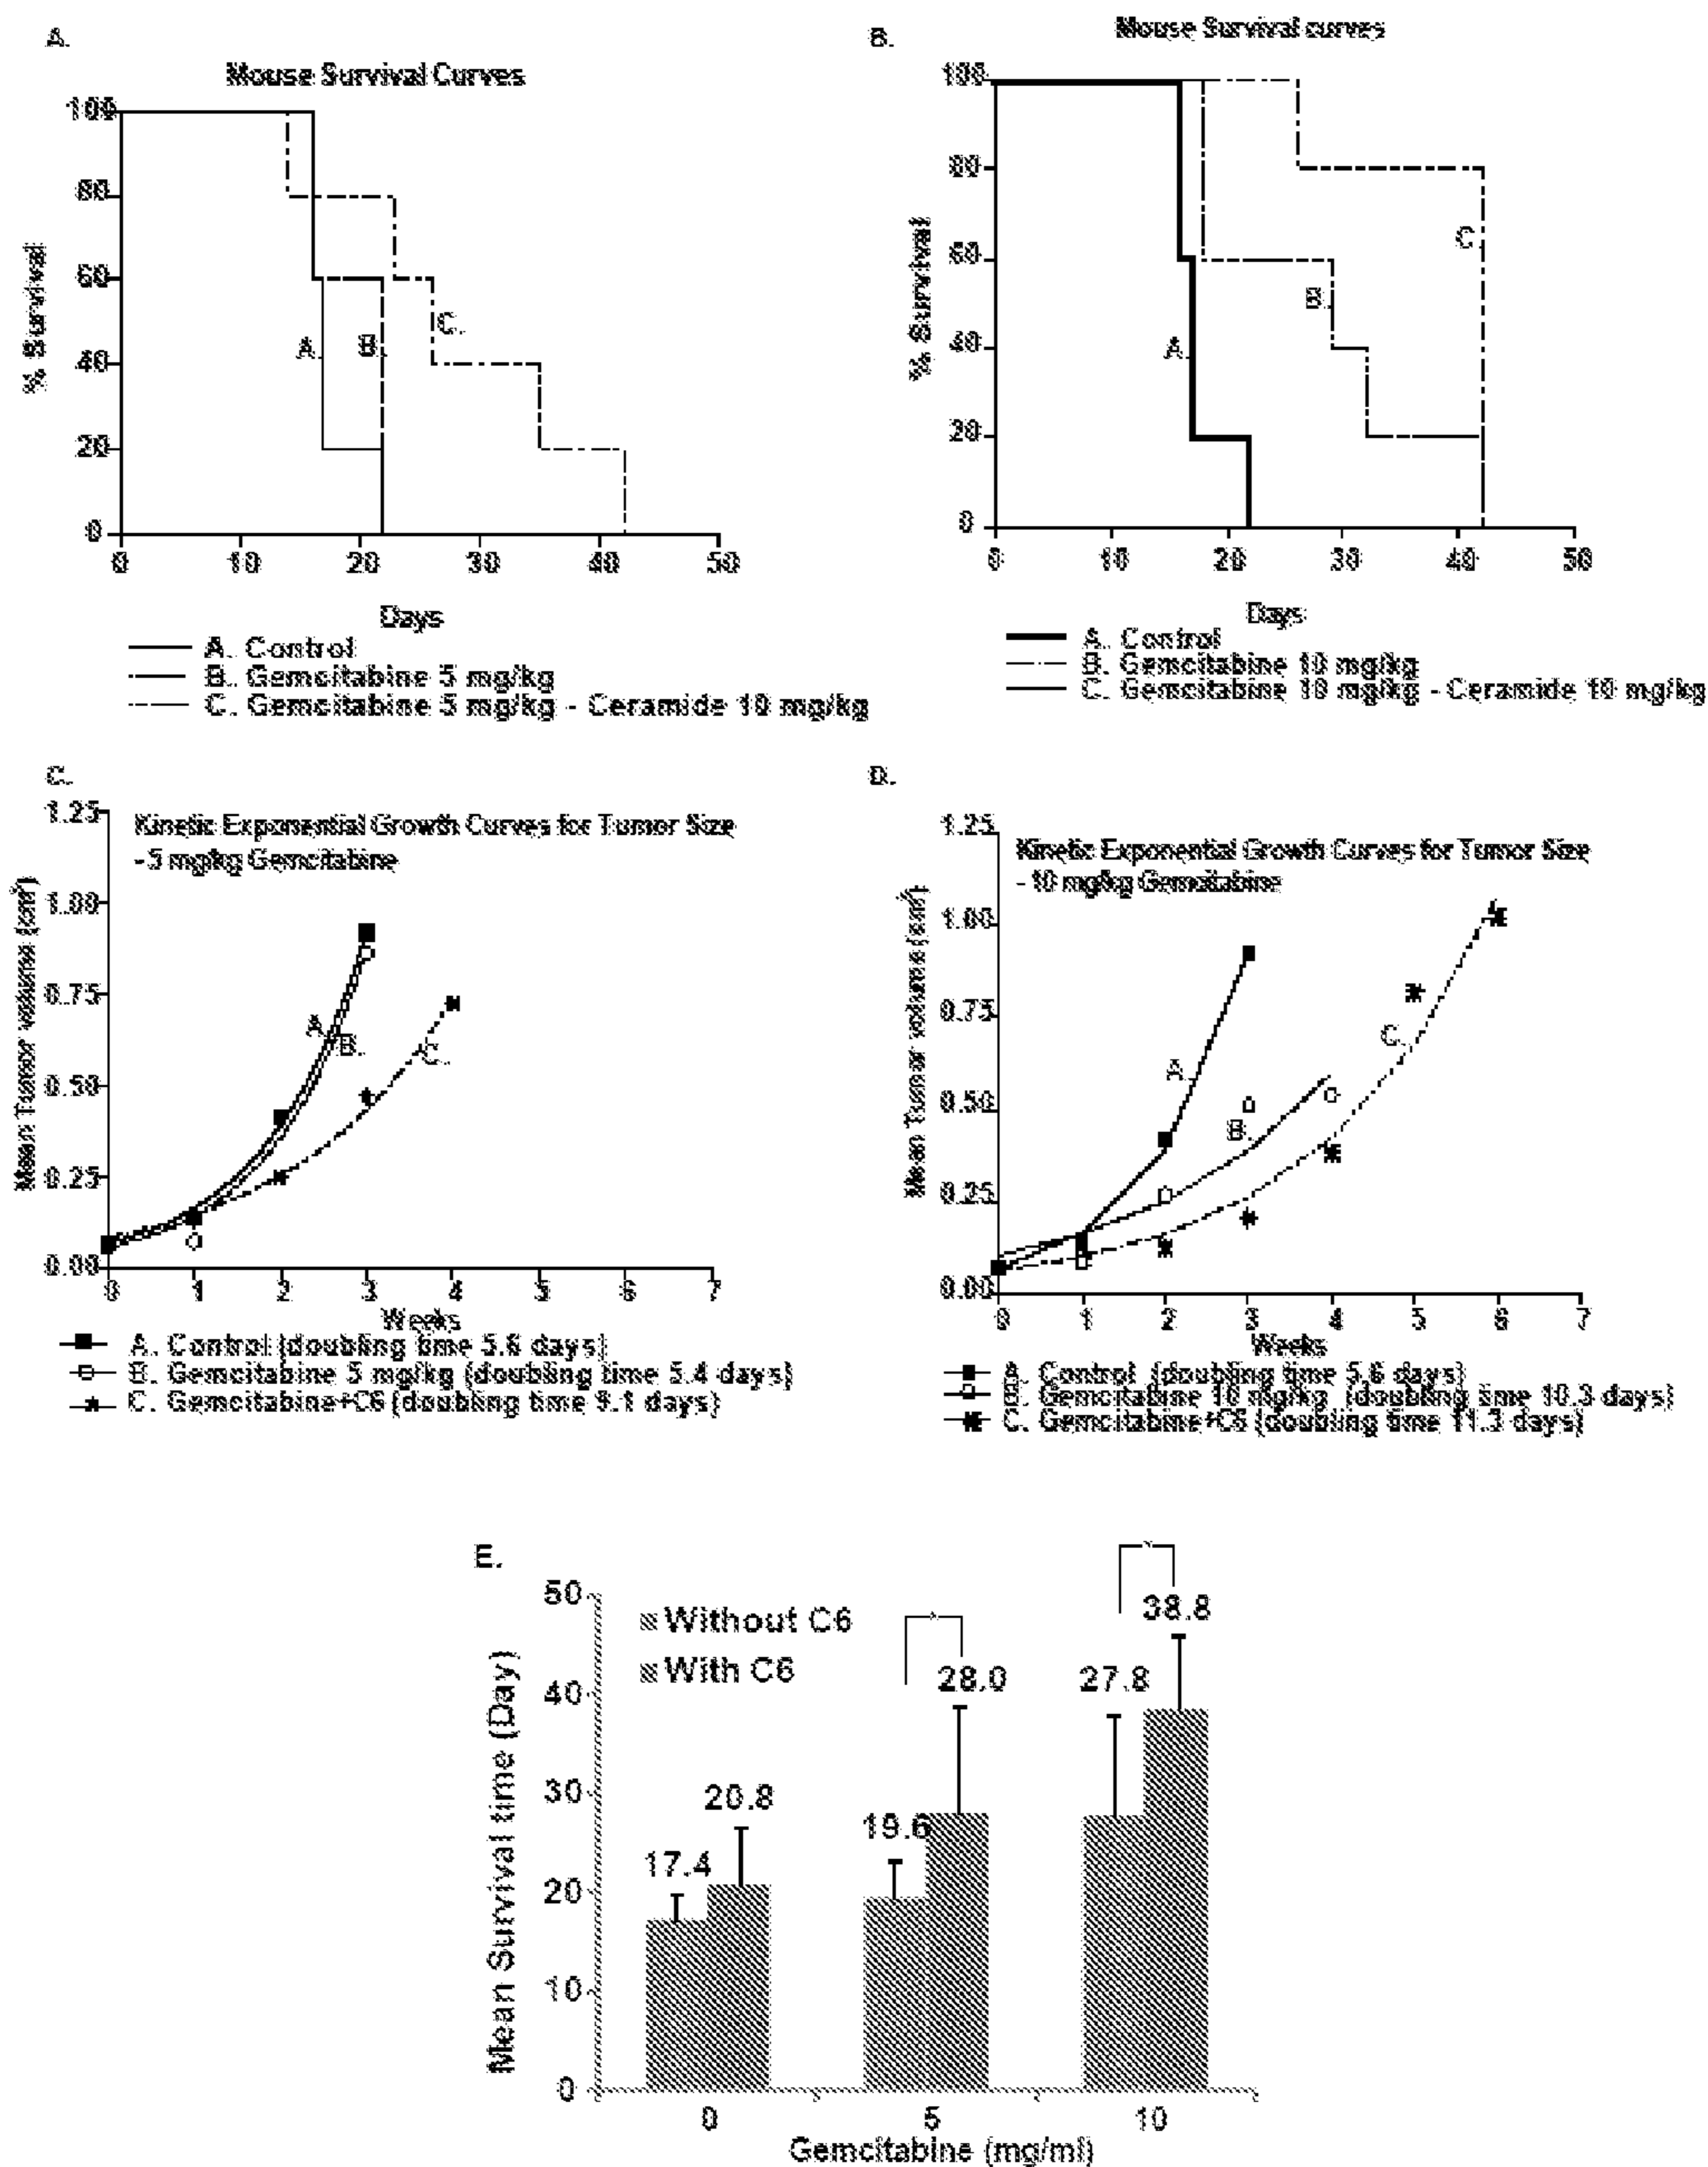 A.
Mouse Survival Curves
100
80
60
40
20
0
% Survival
A.
B.
C.
0 10 20 30 40 50
Days
A. Control
B. Gemcitabine 5 mg/kg
C. Gemcitabine 5 mg/kg - Ceramide 10 mg/kg
B.
Mouse Survival curves
100
80
60
40
20
0
% Survival
A.
B.
C.
0 10 20 30 40 50
Days
A. Control
B. Gemcitabine 10 mg/kg
C. Gemcitabine 10 mg/kg - Ceramide 10 mg/kg
C.
Kinetic Exponential Growth Curves for Tumor Size
- 5 mg/kg Gemcitabine
1.25
1.00
0.75
0.50
0.25
0.00
Mean Tumor volume (cm³)
A.
B.
C.
0 1 2 3 4 5 6 7
Weeks
A. Control (doubling time 5.6 days)
B. Gemcitabine 5 mg/kg (doubling time 5.4 days)
C. Gemcitabine+C6 (doubling time 9.1 days)
D.
Kinetic Exponential Growth Curves for Tumor Size
- 10 mg/kg Gemcitabine
1.25
1.00
0.75
0.50
0.25
0.00
Mean Tumor volume (cm³)
A.
B.
C.
0 1 2 3 4 5 6 7
Weeks
A. Control (doubling time 5.6 days)
B. Gemcitabine 10 mg/kg (doubling time 10.3 days)
C. Gemcitabine+C6 (doubling time 11.3 days)
E.
50
40
30
20
10
0
Mean Survival time (Day)
Without C6
With C6
17.4
20.8
19.6
28.0
27.8
38.8
0 5 10
Gemcitabine (mg/ml)